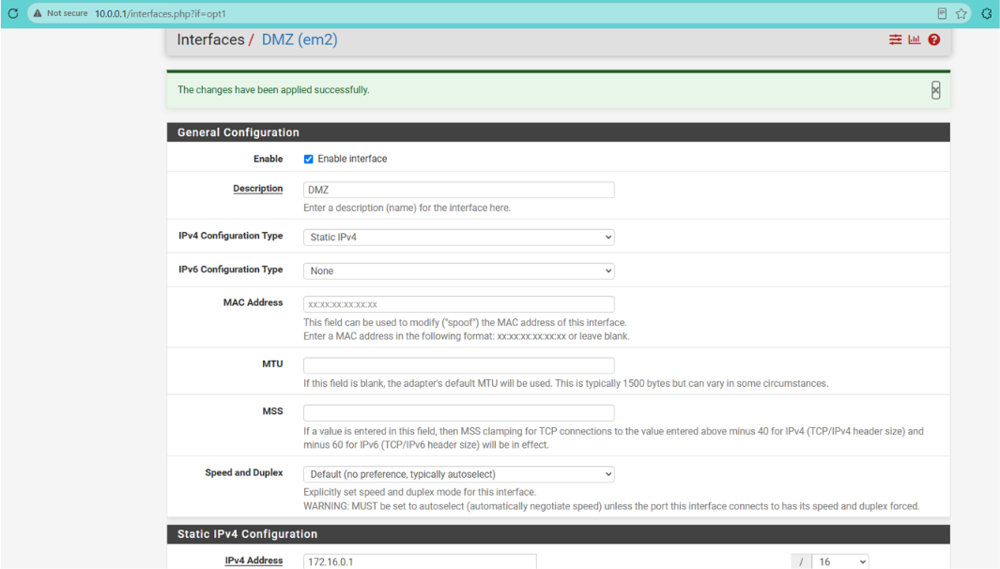 Not secure 10.0.0.1/interfaces.php?if=opt1
Interfaces / DMZ (em2)
The changes have been applied successfully.
General Configuration
Enable Enable interface
Description DMZ
Enter a description (name) for the interface here.
IPv4 Configuration Type Static IPv4
IPv6 Configuration Type None
MAC Address xx:xx:xx:xx:xx:xx
This field can be used to modify ("spoof") the MAC address of this interface.
Enter a MAC address in the following format: xx:xx:xx:xx:xx:xx or leave blank.
MTU
If this field is blank, the adapter's default MTU will be used. This is typically 1500 bytes but can vary in some circumstances.
MSS
If a value is entered in this field, then MSS clamping for TCP connections to the value entered above minus 40 for IPv4 (TCP/IPv4 header size) and
minus 60 for IPv6 (TCP/IPv6 header size) will be in effect.
Speed and Duplex Default (no preference, typically autoselect)
Explicitly set speed and duplex mode for this interface.
WARNING: MUST be set to autoselect (automatically negotiate speed) unless the port this interface connects to has its speed and duplex forced.
Static IPv4 Configuration
IPv4 Address 172.16.0.1 / 16